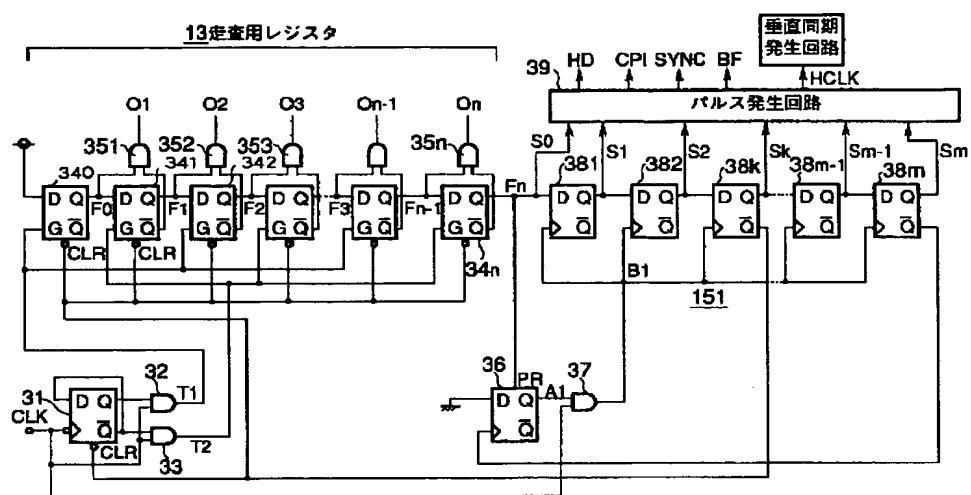 13走査用レジスタ
垂直同期
発生回路
39 HD CPI SYNC BF HCLK
パルス発生回路
O1 O2 O3 On-1 On
351 352 353 35n
S0 S1 S2 Sk Sm-1 Sm
340 341 342 Fn 381 382 38k 38m-1 38m
D Q D Q D Q D Q D Q D Q D Q D Q D Q D Q D Q
F0 F1 F2 F3 Fn-1
G Q G Q G Q G Q G Q G Q Q Q Q Q Q
CLR CLR 34n
B1
151
31 32 T1 36 PR A1 37
D Q D Q
CLK
Q Q
CLR 33 T2